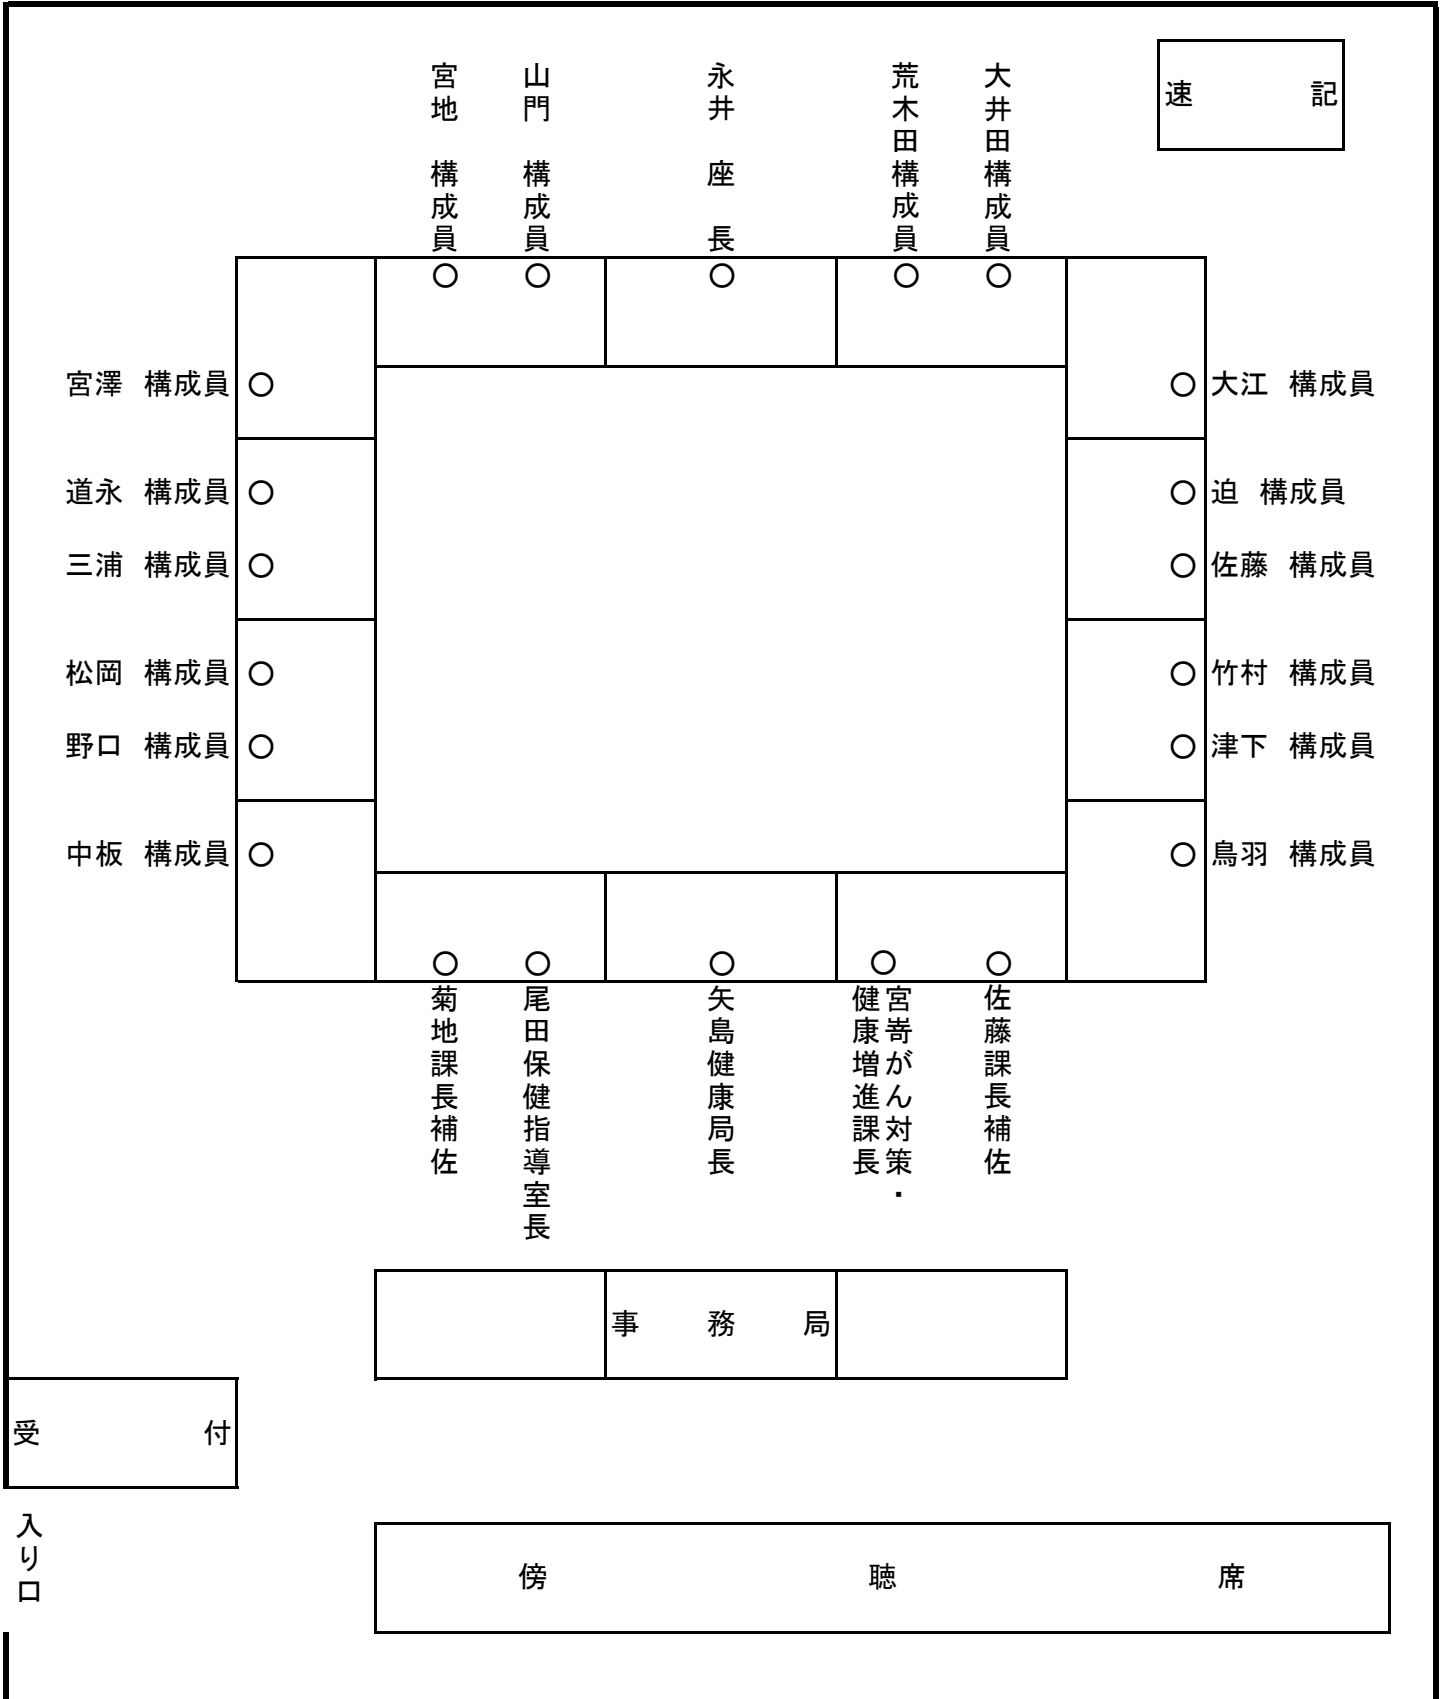 速記
宮地 構成員
山門 構成員
永井 座 長
荒木田構成員
大井田構成員
宮澤 構成員
大江 構成員
道永 構成員
迫 構成員
三浦 構成員
佐藤 構成員
松岡 構成員
竹村 構成員
野口 構成員
津下 構成員
中板 構成員
鳥羽 構成員
菊地課長補佐
尾田保健指導室長
矢島健康局長
宮嵜がん対策・
健康増進課長
佐藤課長補佐
事務局
受付
入り口
傍聴席